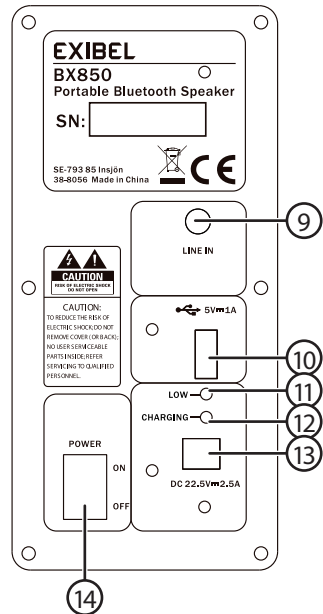 EXIBEL
BX850
Portable Bluetooth Speaker
SN:
SE-793 85 Insjön
38-8056 Made in China
CE
9
LINE IN
5V⎓1A
10
LOW
11
CHARGING
12
13
DC 22.5V⎓2.5A
CAUTION
RISK OF ELECTRIC SHOCK
DO NOT OPEN
CAUTION:
TO REDUCE THE RISK OF
ELECTRIC SHOCK;DO NOT
REMOVE COVER (OR BACK);
NO USER SERVICEABLE
PARTS INSIDE; REFER
SERVICING TO QUALIFIED
PERSONNEL.
POWER
ON
OFF
14